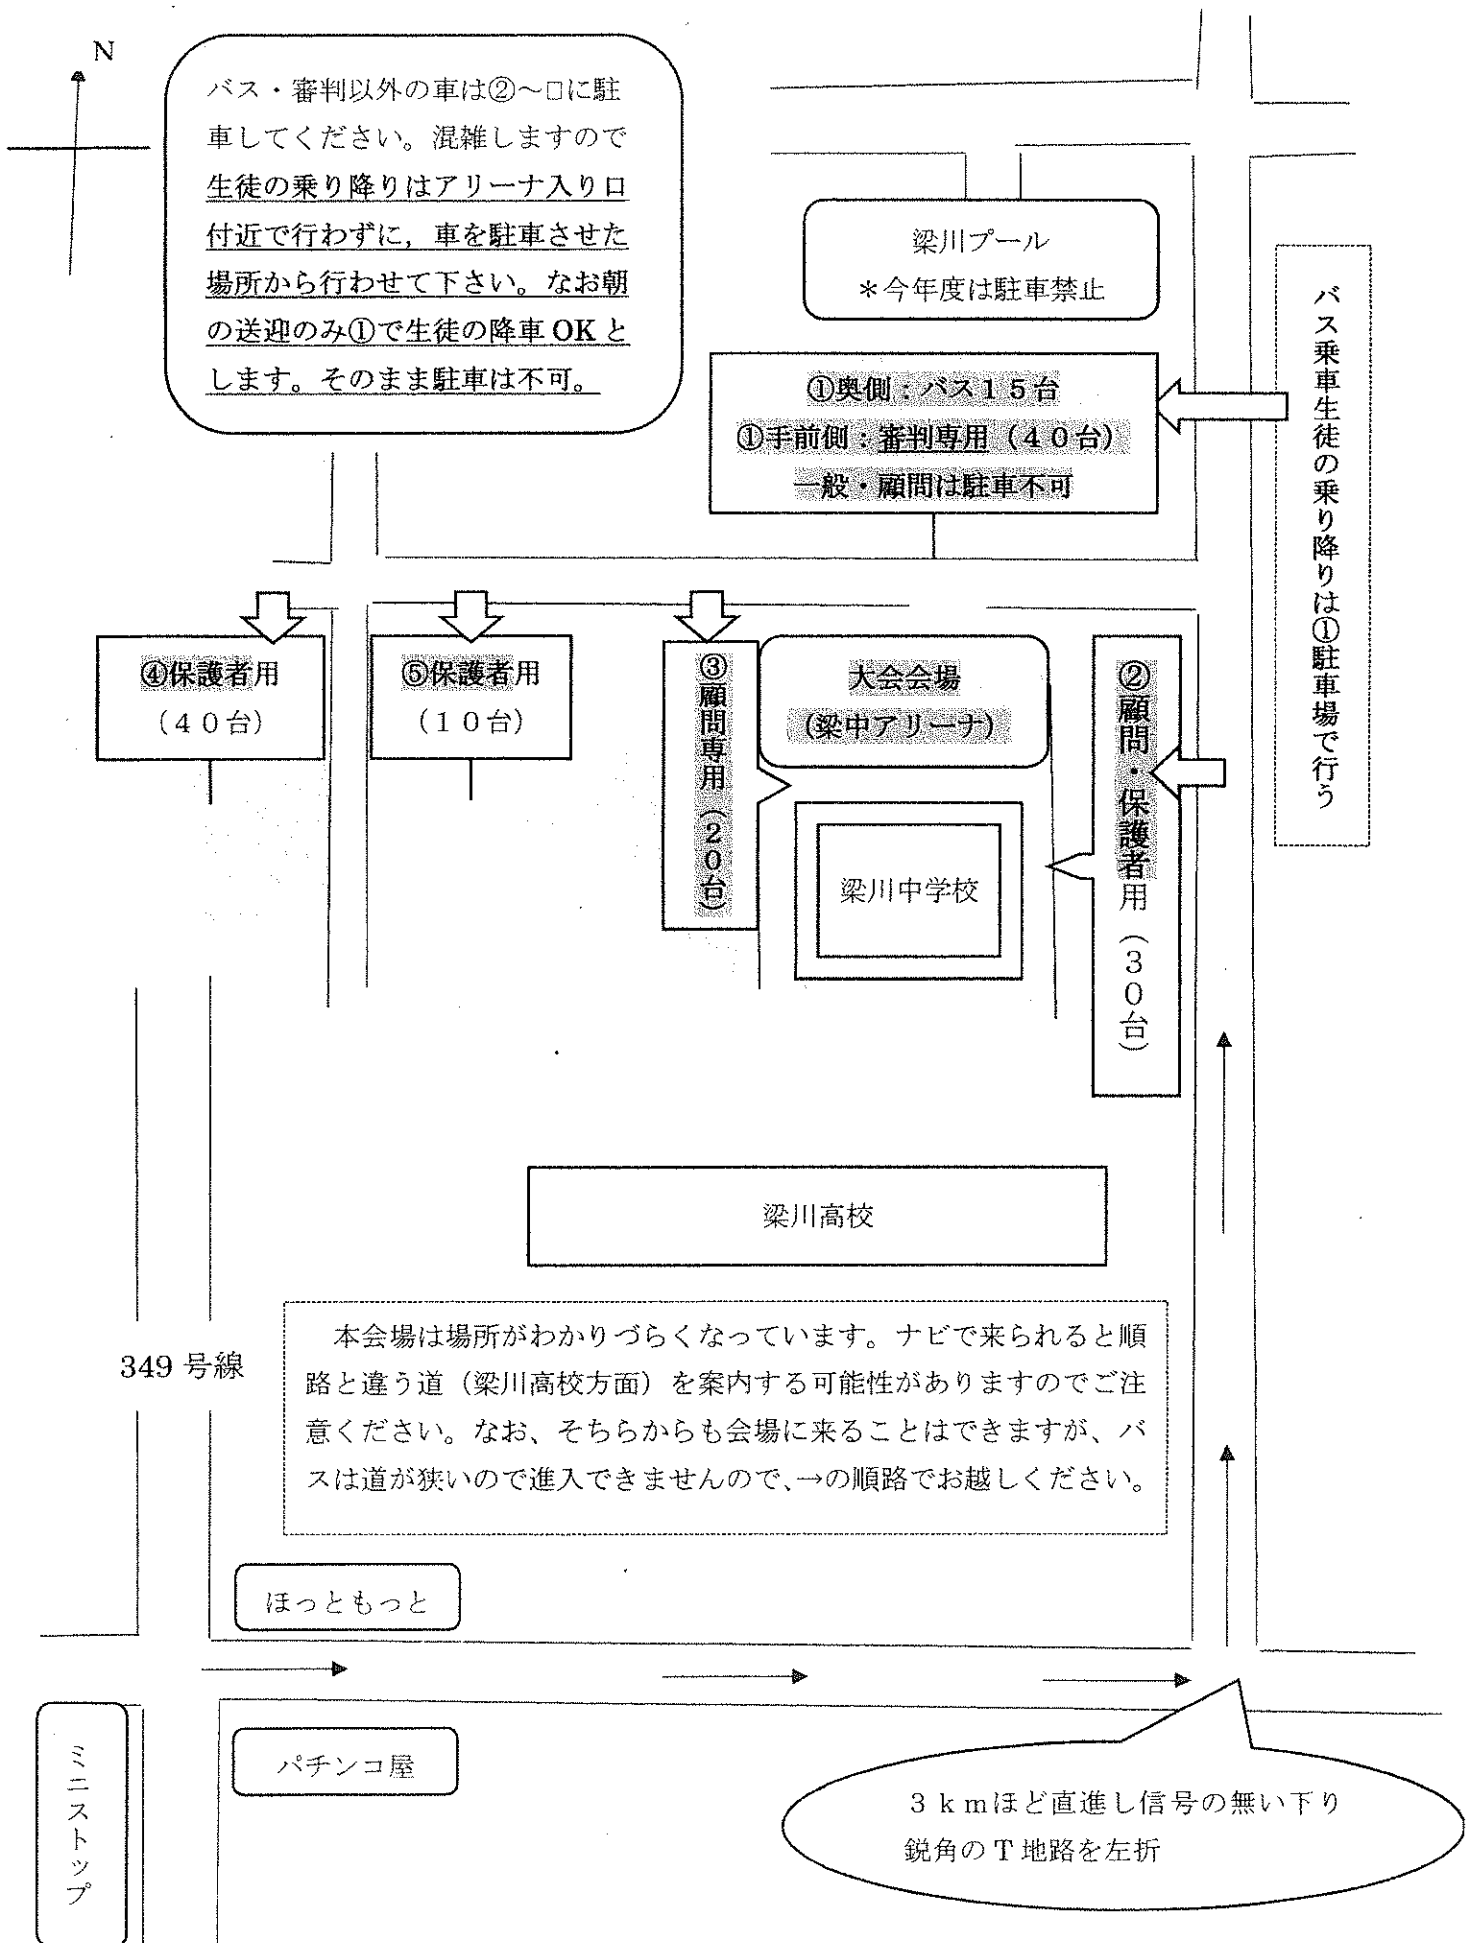 N
バス・審判以外の車は②～□に駐
車してください。混雑しますので
生徒の乗り降りはアリーナ入り口
付近で行わずに，車を駐車させた
場所から行わせて下さい。なお朝
の送迎のみ①で生徒の降車 OK と
します。そのまま駐車は不可。
梁川プール
＊今年度は駐車禁止
①奥側：バス１５台
①手前側：審判専用（４０台）
一般・顧問は駐車不可
バス乗車生徒の乗り降りは①駐車場で行う
④保護者用
（４０台）
⑤保護者用
（１０台）
③顧問専用（２０台）
大会会場
（梁中アリーナ）
②顧問・保護者用（３０台）
梁川中学校
梁川高校
349 号線
本会場は場所がわかりづらくなっています。ナビで来られると順
路と違う道（梁川高校方面）を案内する可能性がありますのでご注
意ください。なお、そちらからも会場に来ることはできますが、バ
スは道が狭いので進入できませんので、→の順路でお越しください。
ほっともっと
ミニストップ
パチンコ屋
３ｋｍほど直進し信号の無い下り
鋭角の T 地路を左折